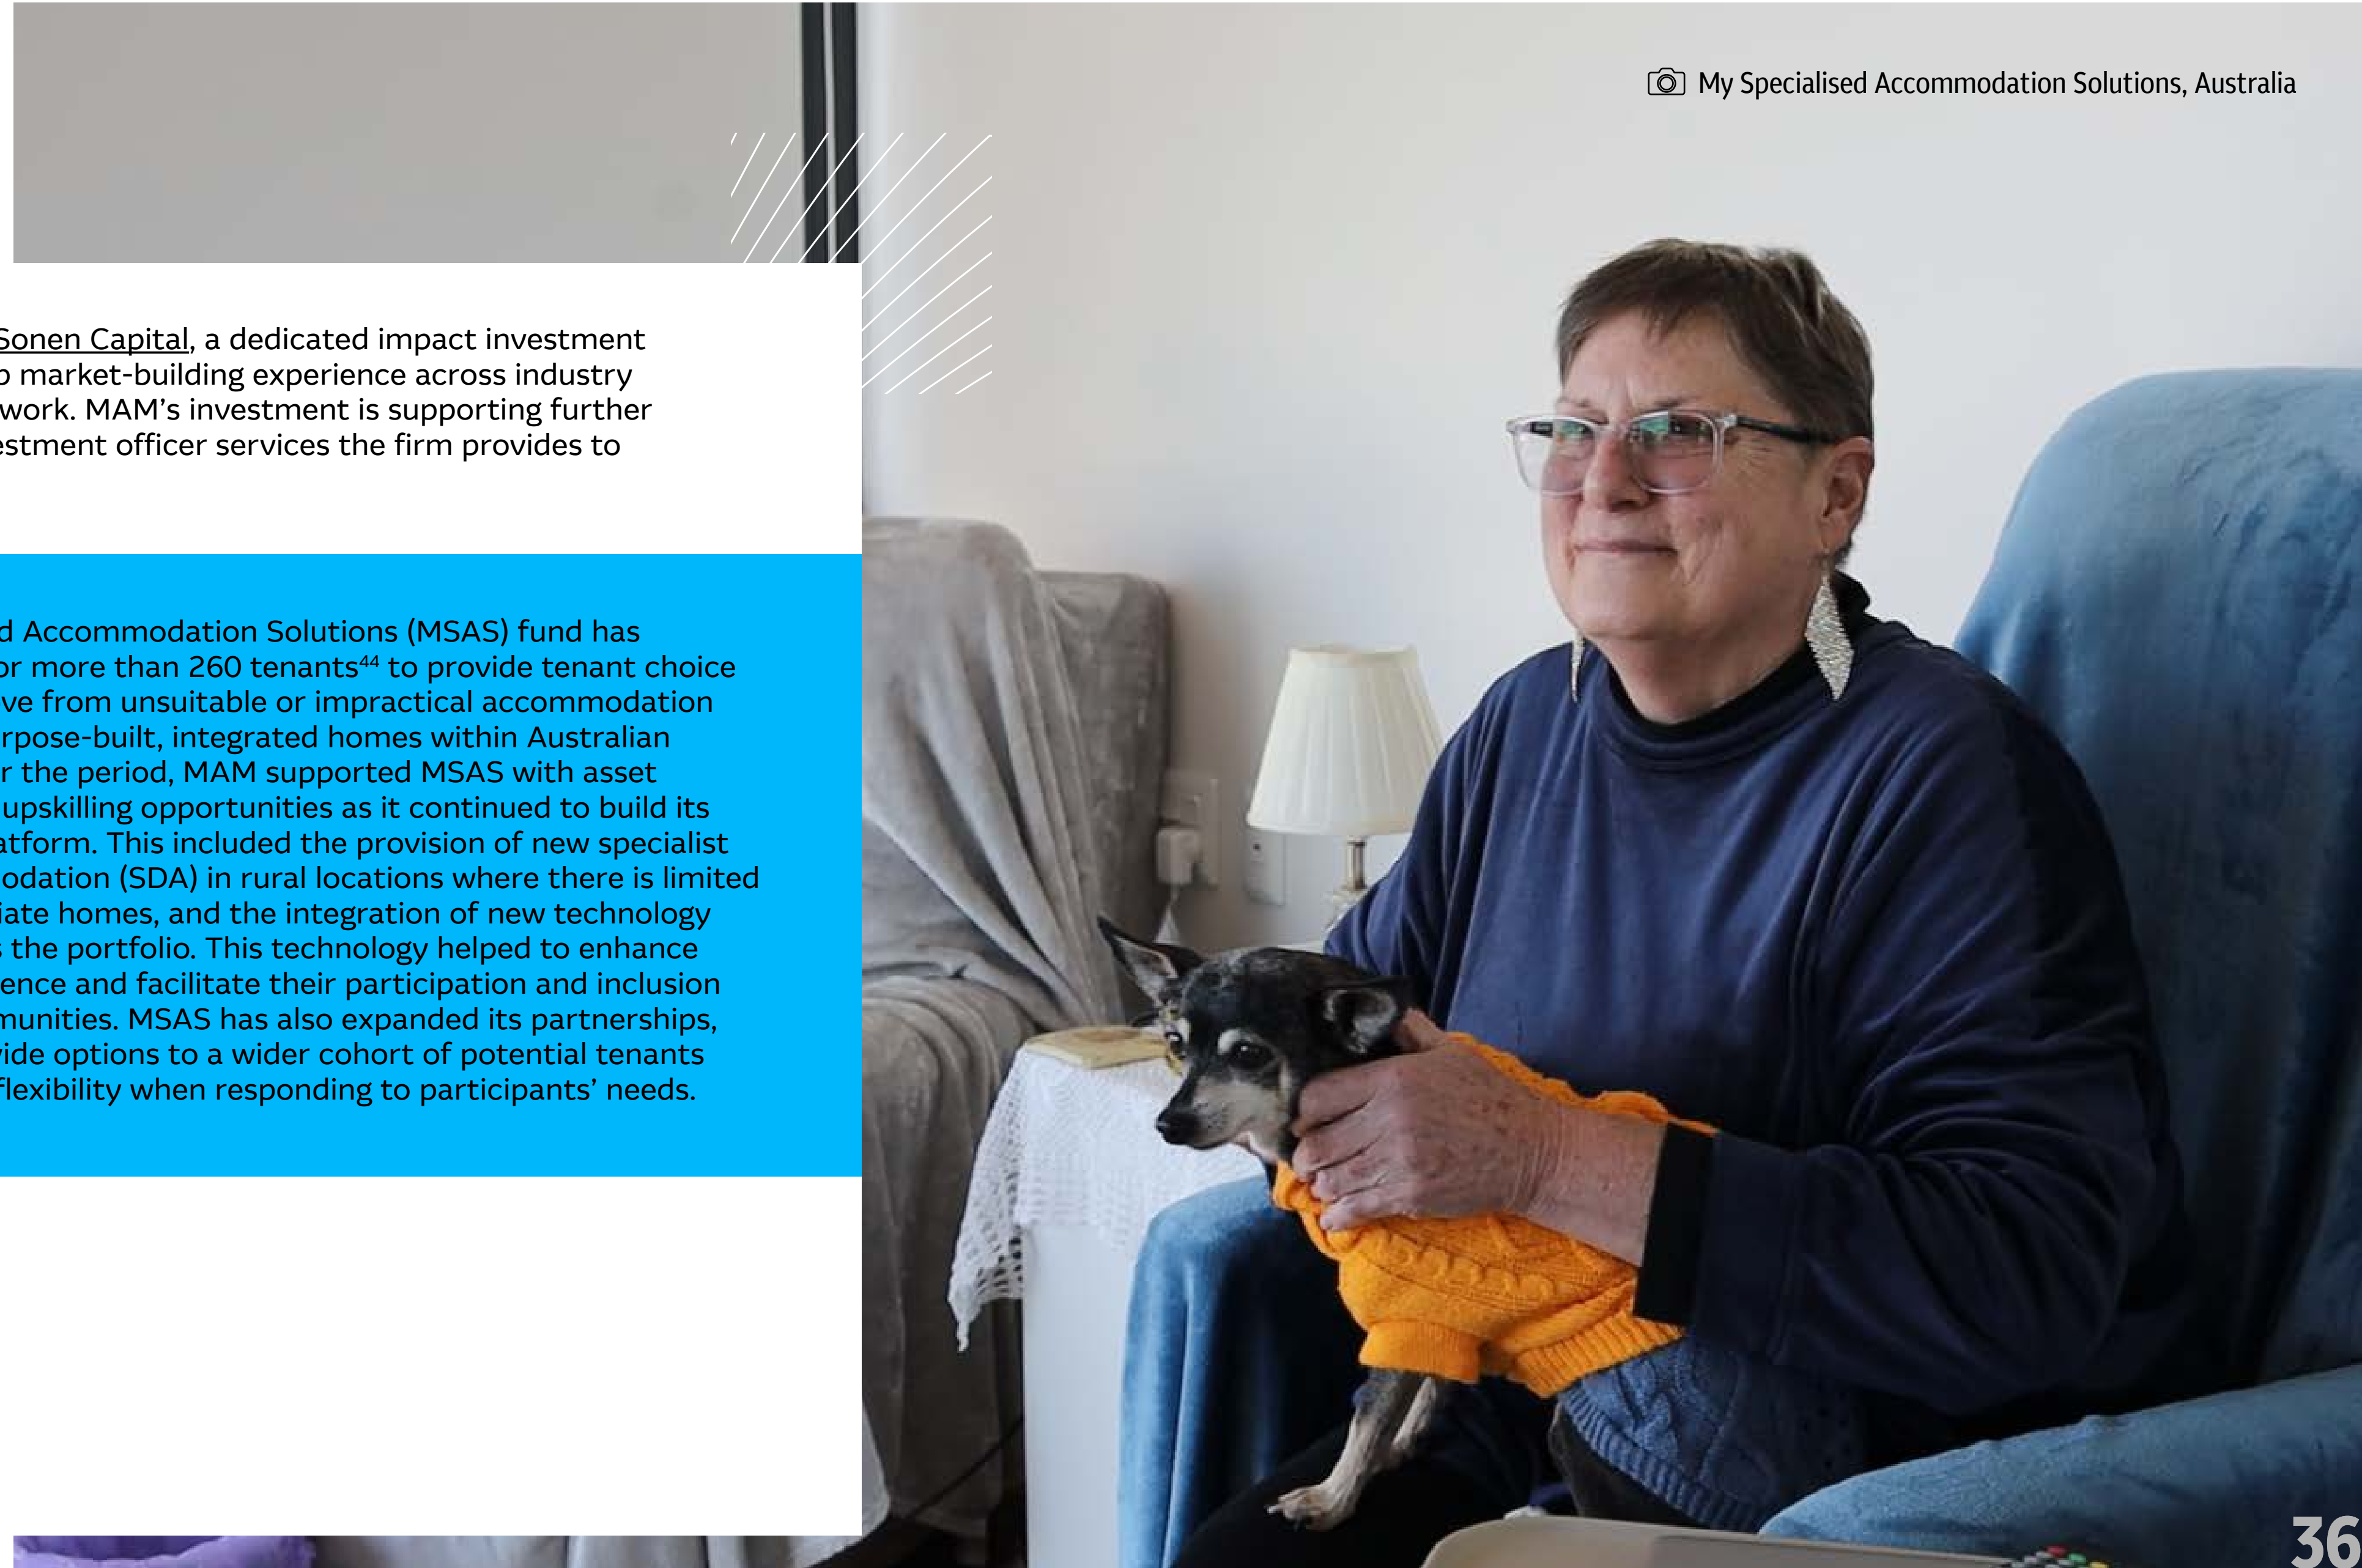 My Specialised Accommodation Solutions, Australia
Sonen Capital, a dedicated impact investment
market-building experience across industry
work. MAM’s investment is supporting further
estment officer services the firm provides to
d Accommodation Solutions (MSAS) fund has
or more than 260 tenants⁴⁴ to provide tenant choice
ve from unsuitable or impractical accommodation
rpose-built, integrated homes within Australian
r the period, MAM supported MSAS with asset
upskilling opportunities as it continued to build its
atform. This included the provision of new specialist
odation (SDA) in rural locations where there is limited
iate homes, and the integration of new technology
s the portfolio. This technology helped to enhance
ence and facilitate their participation and inclusion
munities. MSAS has also expanded its partnerships,
vide options to a wider cohort of potential tenants
flexibility when responding to participants’ needs.
36